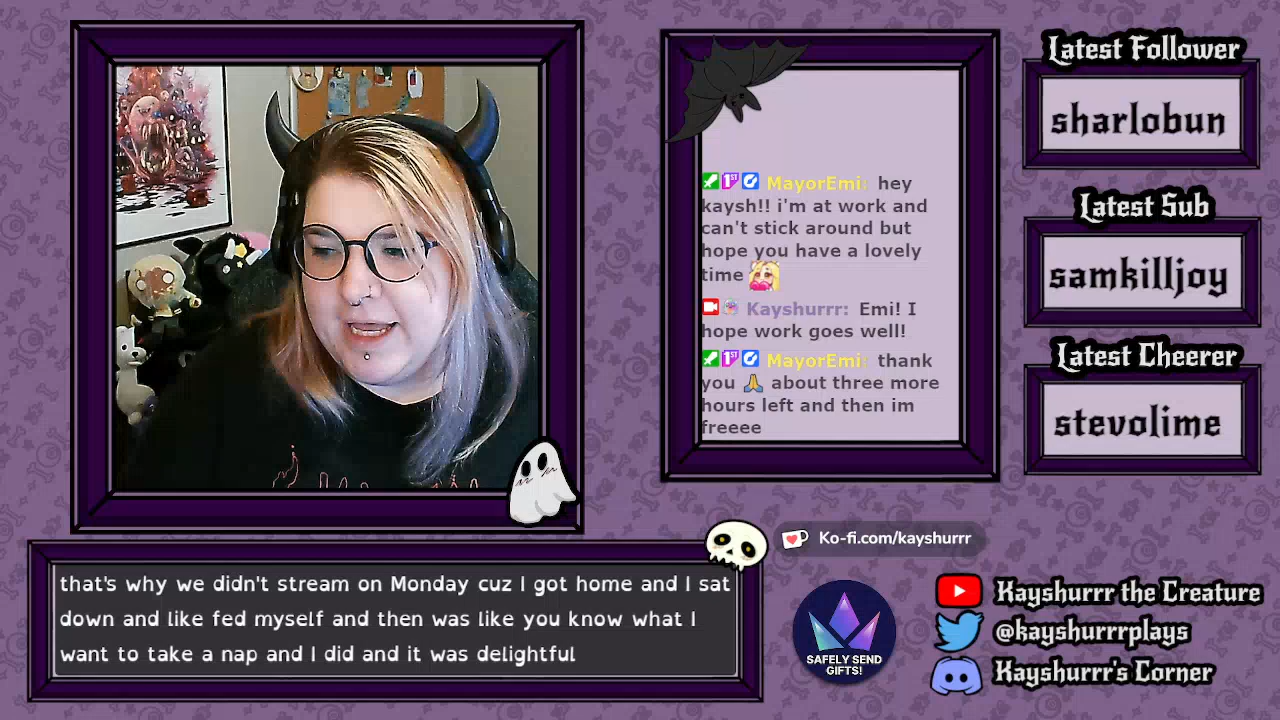 Latest Follower
sharlobun
Latest Sub
samkilljoy
Latest Cheerer
stevolime
1ST MayorEmi: hey
kaysh!! i'm at work and
can't stick around but
hope you have a lovely
time
Kayshurrr: Emi! I
hope work goes well!
1ST MayorEmi: thank
you 🙏 about three more
hours left and then im
freeee
that's why we didn't stream on Monday cuz I got home and I sat
down and like fed myself and then was like you know what I
want to take a nap and I did and it was delightful
Ko-fi.com/kayshurrr
SAFELY SEND
GIFTS!
Kayshurrr the Creature
@kayshurrrplays
Kayshurrr's Corner